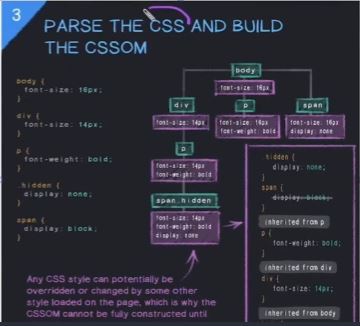 3
PARSE THE CSS AND BUILD
THE CSSOM
body {
font-size: 16px;
}
div {
font-size: 14px;
}
p {
font-weight: bold;
}
.hidden {
display: none;
}
span {
display: block;
}
body
font-size: 16px
div
p
span
font-size: 14px
font-size: 16px
font-weight: bold
font-size: 16px
display: none
p
font-size: 14px
font-weight: bold
span.hidden
font-size: 14px
font-weight: bold
display: none
.hidden {
display: none;
}
span {
display: block;
}
(inherited from p)
p {
font-weight: bold;
}
(inherited from div)
div {
font-size: 14px;
}
(inherited from body)
body {
Any CSS style can potentially be
overridden or changed by some other
style loaded on the page, which is why the
CSSOM cannot be fully constructed until